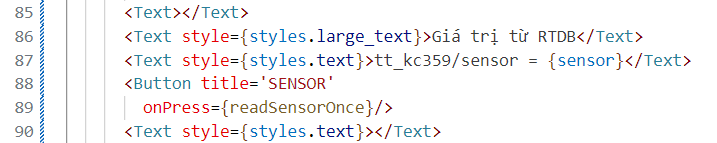 85 <Text></Text>
86 <Text style={styles.large_text}>Giá trị từ RTDB</Text>
87 <Text style={styles.text}>tt_kc359/sensor = {sensor}</Text>
88 <Button title='SENSOR'
89 onPress={readSensorOnce}/>
90 <Text style={styles.text}></Text>